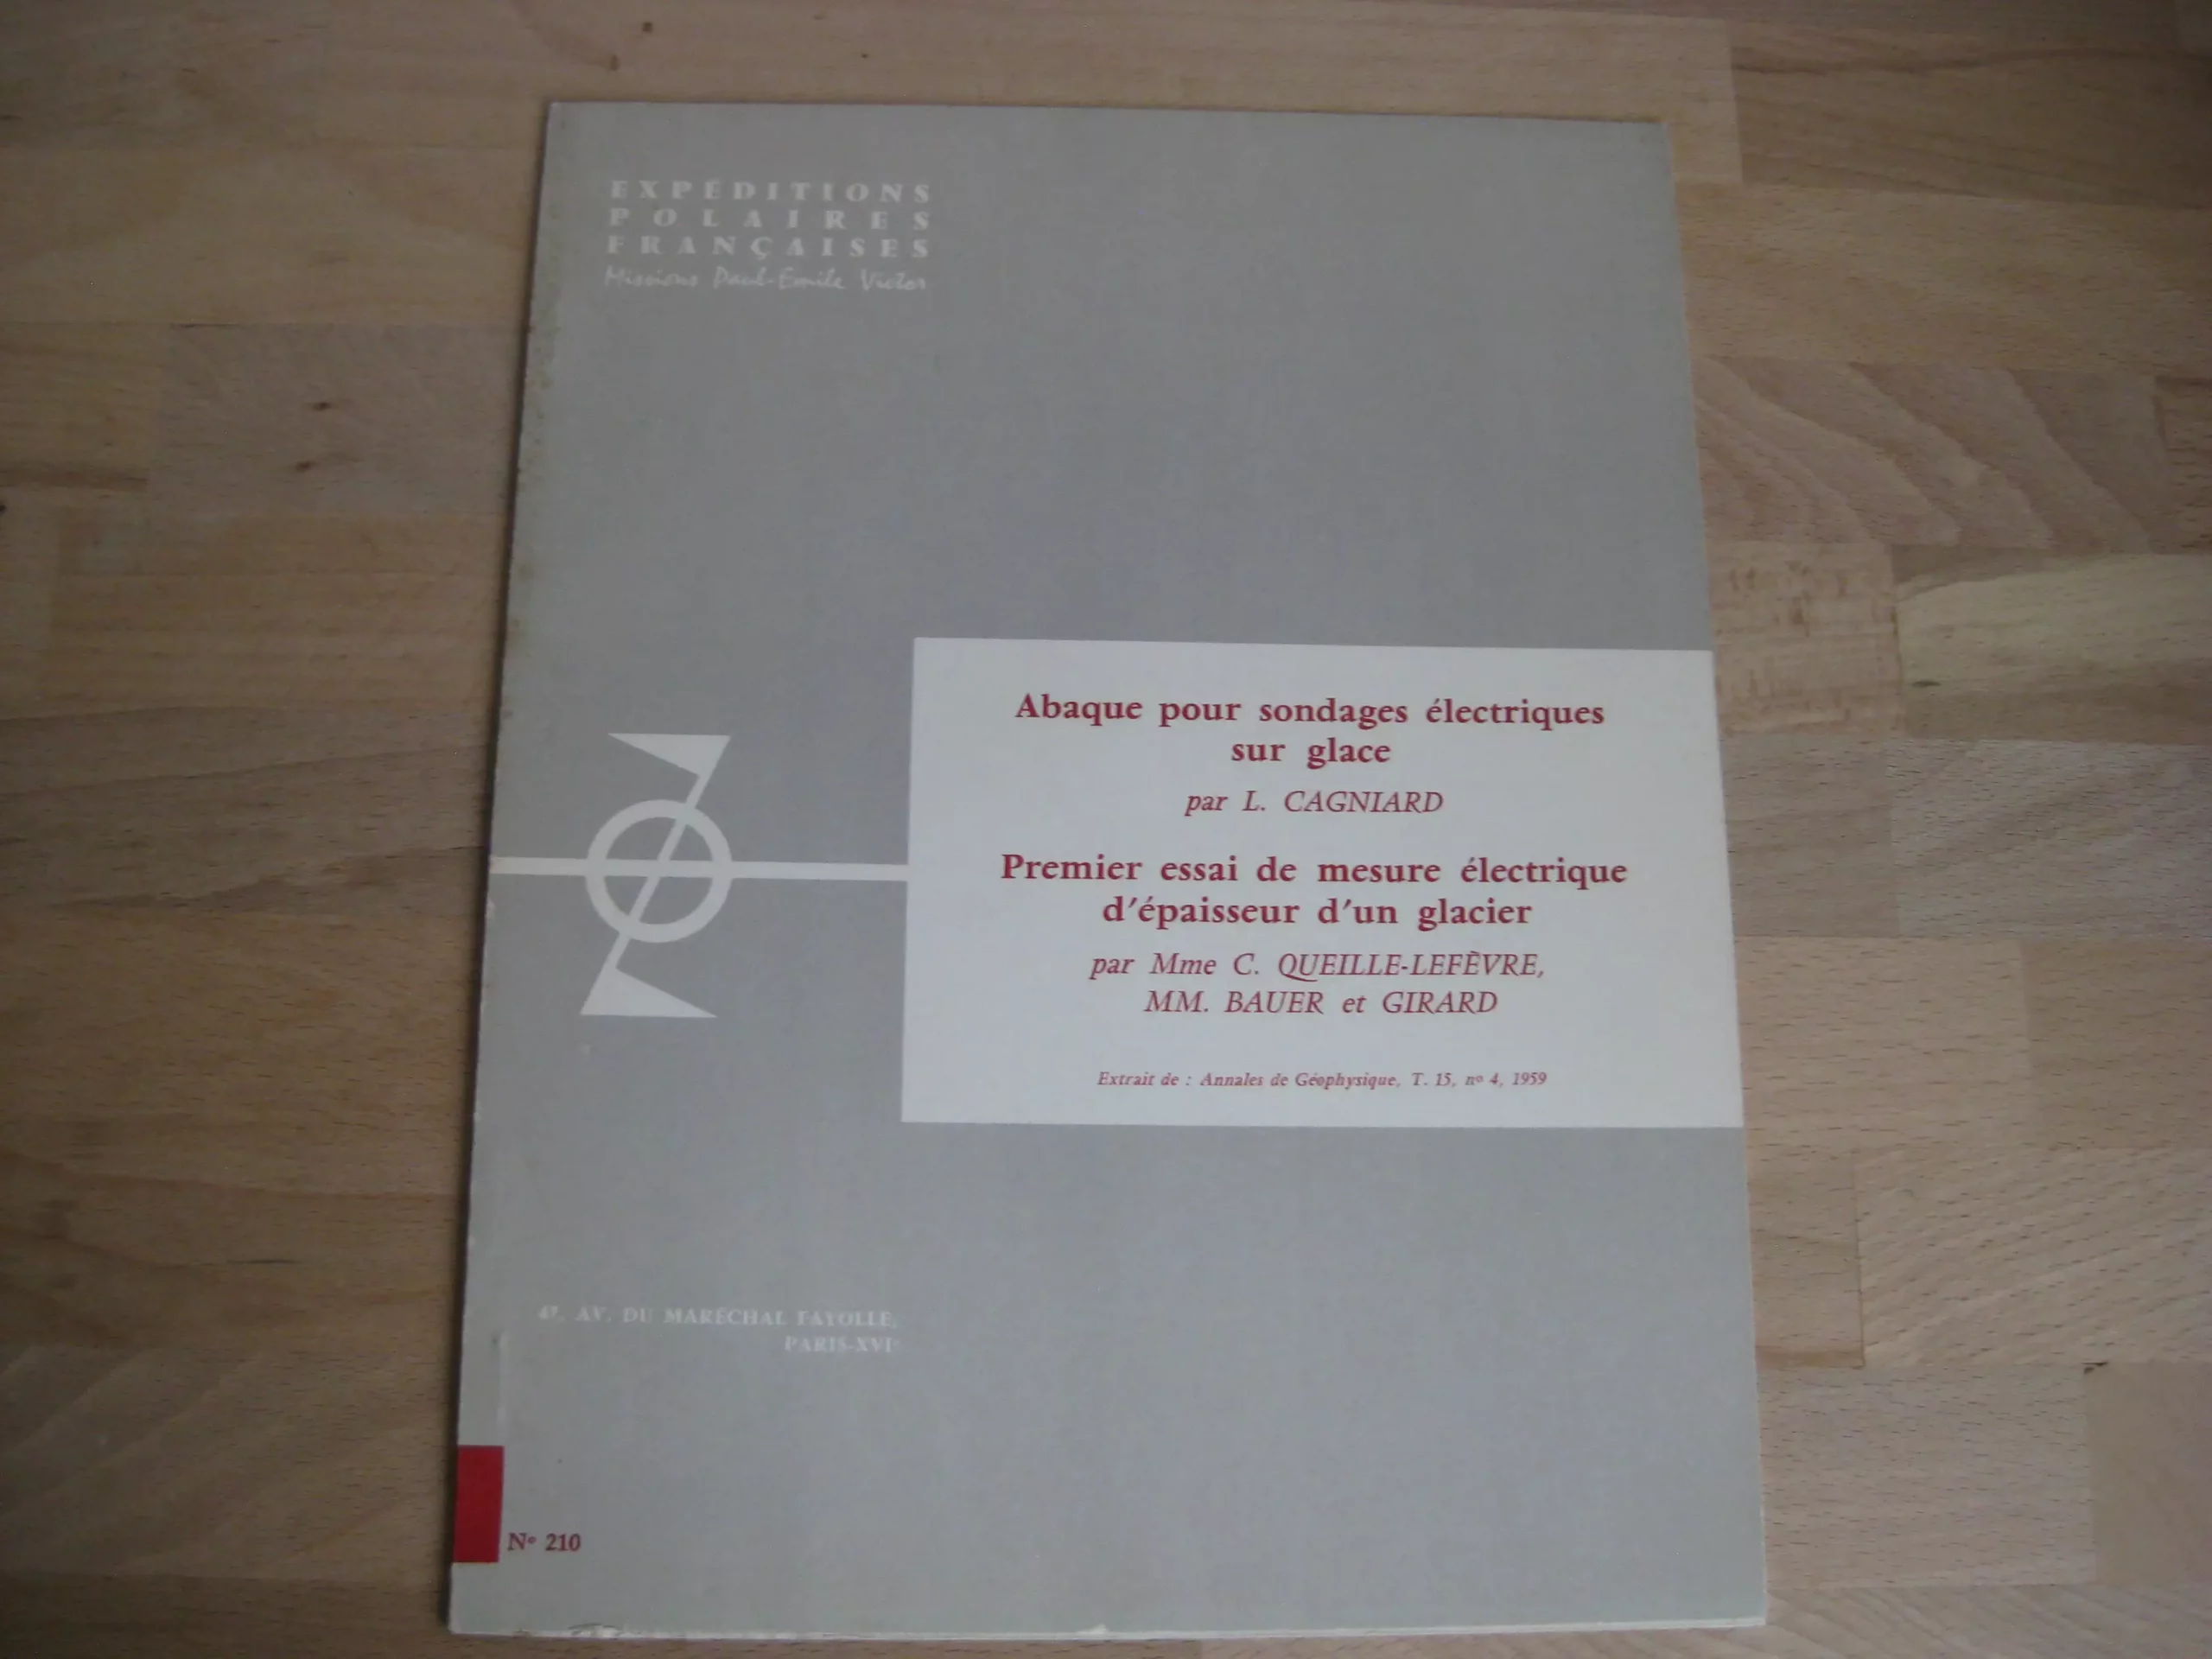 EXPÉDITIONS
POLAIRES
FRANÇAISES
Missions Paul-Emile Victor
Abaque pour sondages électriques
sur glace
par L. CAGNIARD
Premier essai de mesure électrique
d'épaisseur d'un glacier
par Mme C. QUEILLE-LEFÈVRE,
MM. BAUER et GIRARD
Extrait de : Annales de Géophysique, T. 15, nº 4, 1959
47, AV. DU MARÉCHAL FAYOLLE,
PARIS-XVIᵉ
Nº 210